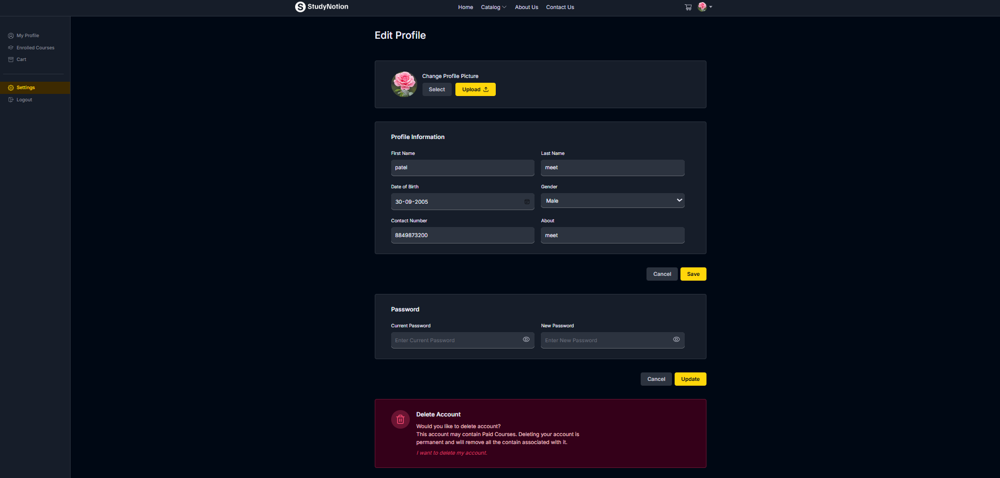 StudyNotion
Home Catalog About Us Contact Us
My Profile
Enrolled Courses
Cart
Settings
Logout
Edit Profile
Change Profile Picture
Select Upload
Profile Information
First Name Last Name
patel meet
Date of Birth Gender
30-09-2005 Male
Contact Number About
8849873200 meet
Cancel Save
Password
Current Password New Password
Enter Current Password Enter New Password
Cancel Update
Delete Account
Would you like to delete account?
This account may contain Paid Courses. Deleting your account is
permanent and will remove all the contain associated with it.
I want to delete my account.